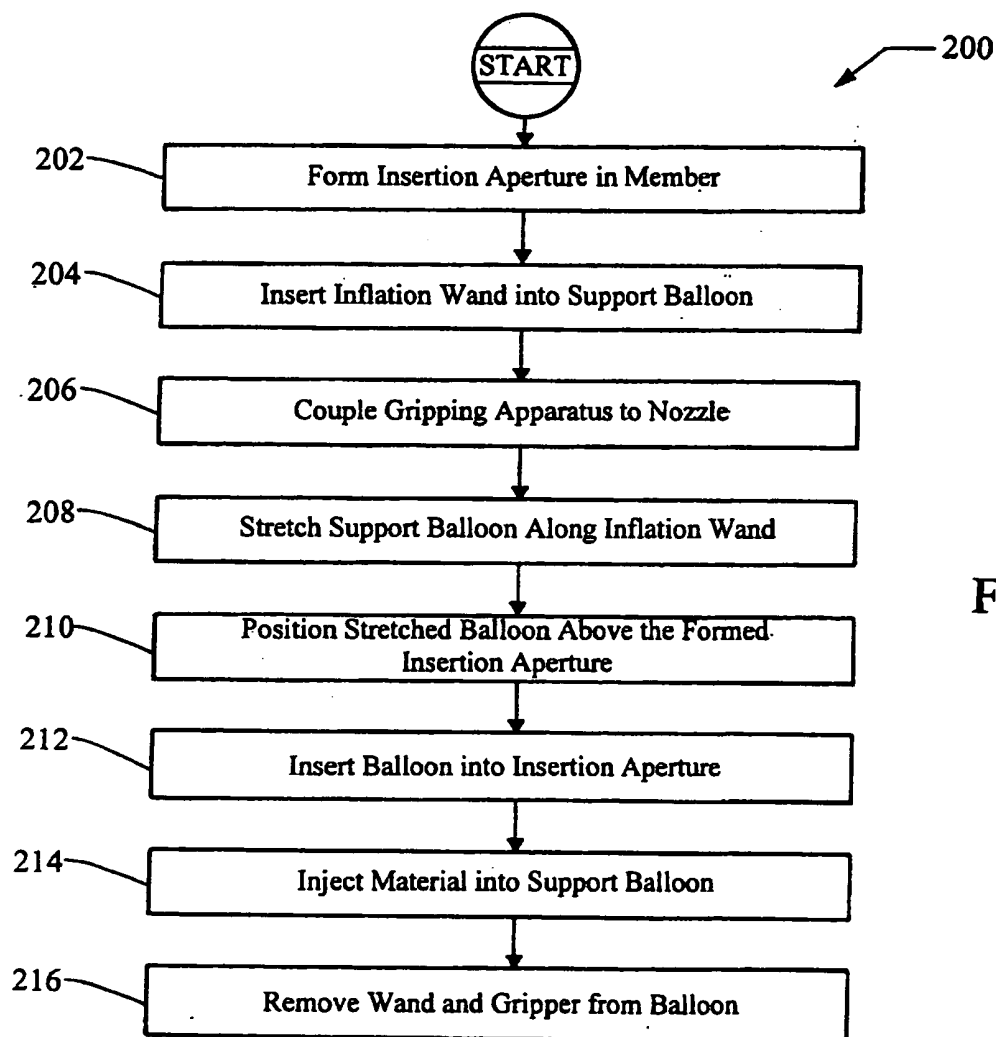 START
200
202
Form Insertion Aperture in Member
204
Insert Inflation Wand into Support Balloon
206
Couple Gripping Apparatus to Nozzle
208
Stretch Support Balloon Along Inflation Wand
F
210
Position Stretched Balloon Above the Formed
Insertion Aperture
212
Insert Balloon into Insertion Aperture
214
Inject Material into Support Balloon
216
Remove Wand and Gripper from Balloon